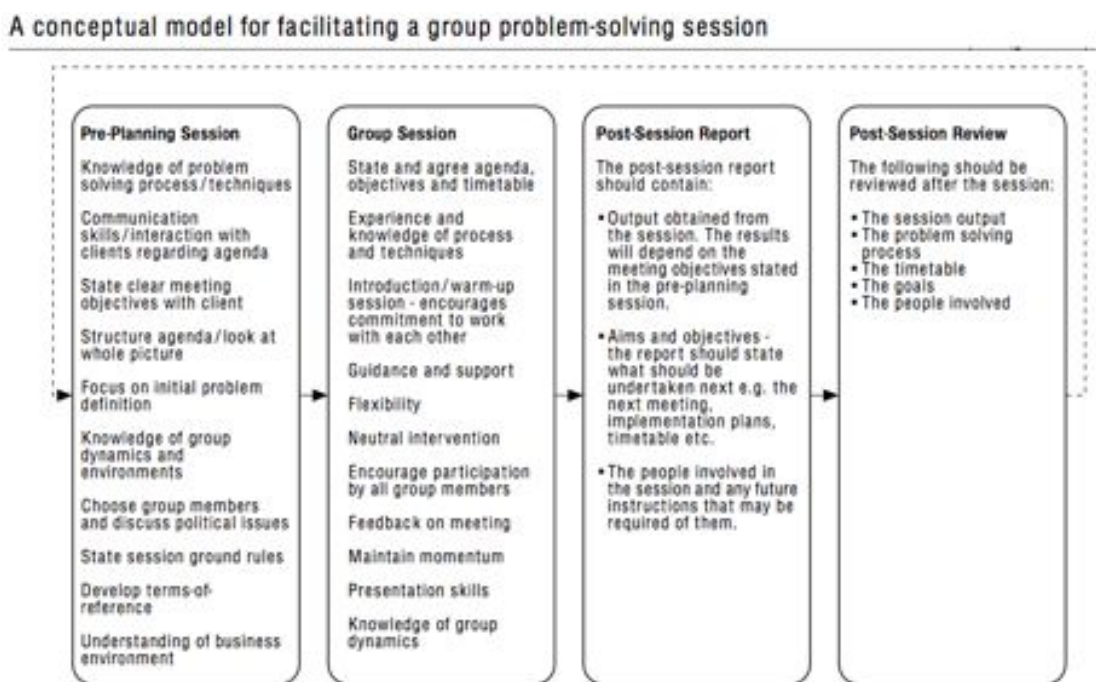 A conceptual model for facilitating a group problem-solving session
Pre-Planning Session
Knowledge of problem
solving process/techniques
Communication
skills/interaction with
clients regarding agenda
State clear meeting
objectives with client
Structure agenda/look at
whole picture
Focus on initial problem
definition
Knowledge of group
dynamics and
environments
Choose group members
and discuss political issues
State session ground rules
Develop terms-of-
reference
Understanding of business
environment
Group Session
State and agree agenda,
objectives and timetable
Experience and
knowledge of process
and techniques
Introduction/warm-up
session - encourages
commitment to work
with each other
Guidance and support
Flexibility
Neutral intervention
Encourage participation
by all group members
Feedback on meeting
Maintain momentum
Presentation skills
Knowledge of group
dynamics
Post-Session Report
The post-session report
should contain:
• Output obtained from
the session. The results
will depend on the
meeting objectives stated
in the pre-planning
session.
• Aims and objectives -
the report should state
what should be
undertaken next e.g. the
next meeting,
implementation plans,
timetable etc.
• The people involved in
the session and any future
instructions that may be
required of them.
Post-Session Review
The following should be
reviewed after the session:
• The session output
• The problem solving
process
• The timetable
• The goals
• The people involved